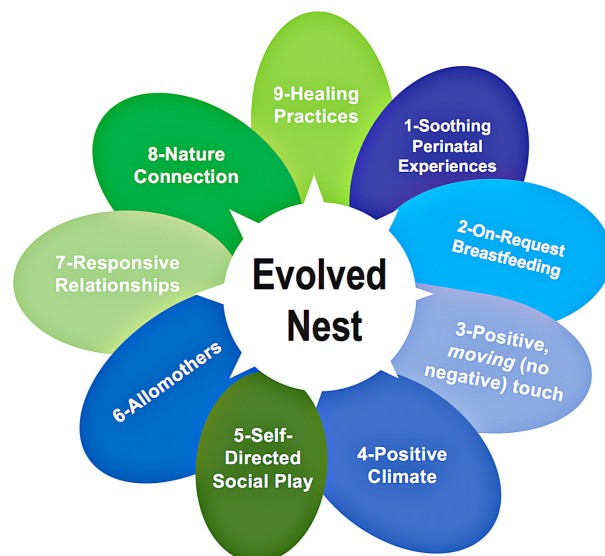 Evolved
Nest
1-Soothing
Perinatal
Experiences
2-On-Request
Breastfeeding
3-Positive,
moving (no
negative) touch
4-Positive
Climate
5-Self-
Directed
Social Play
6-Allomothers
7-Responsive
Relationships
8-Nature
Connection
9-Healing
Practices